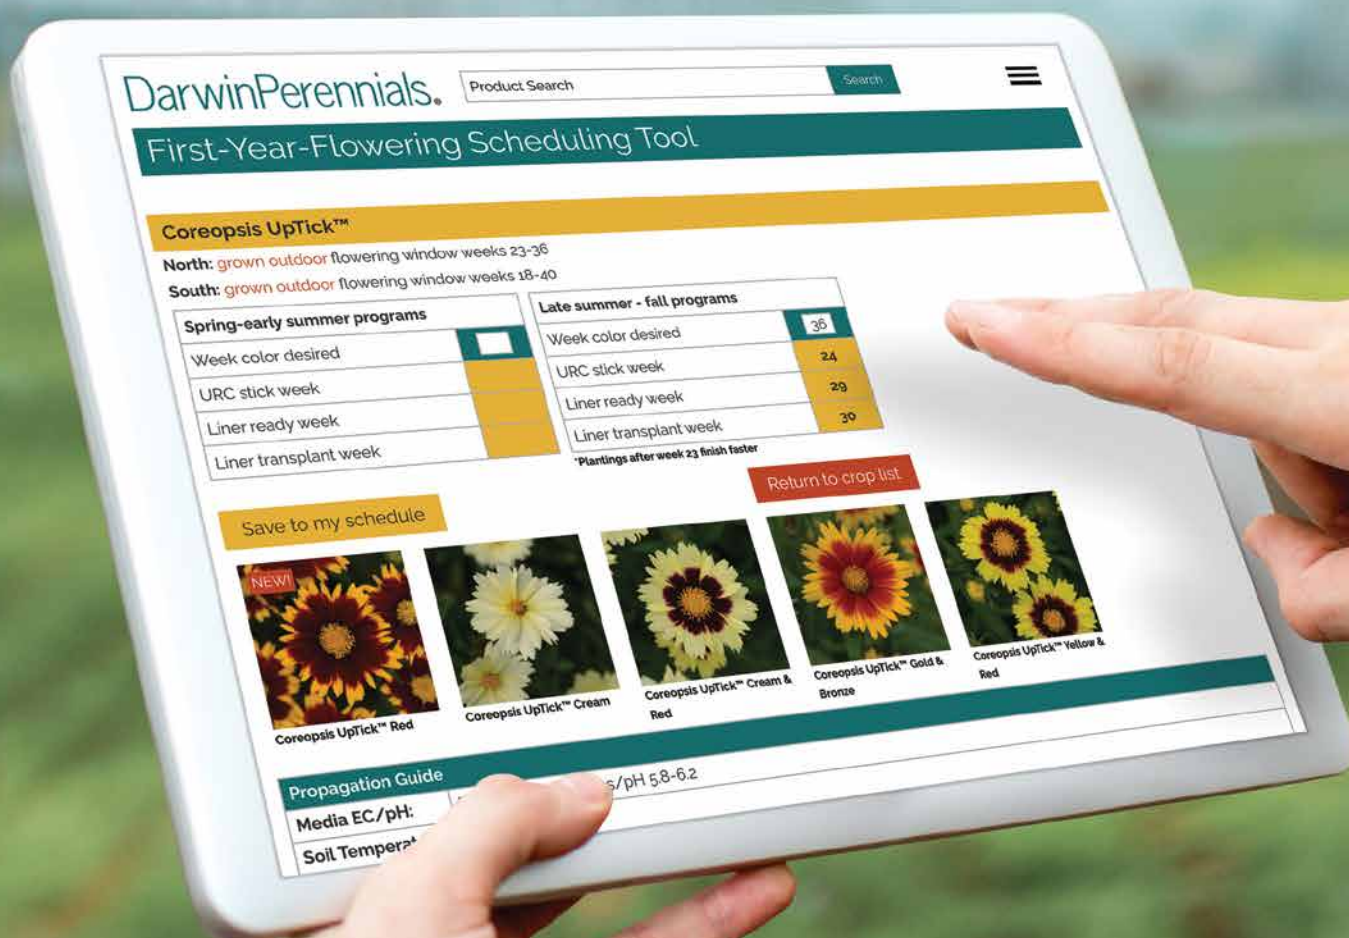 DarwinPerennials.®
Product Search
Search
First-Year-Flowering Scheduling Tool
Coreopsis UpTick™
North: grown outdoor flowering window weeks 23-36
South: grown outdoor flowering window weeks 18-40
Spring-early summer programs
Week color desired
URC stick week
Liner ready week
Liner transplant week
Late summer - fall programs
Week color desired 36
URC stick week 24
Liner ready week 29
Liner transplant week 30
*Plantings after week 23 finish faster
Save to my schedule
Return to crop list
NEW!
Coreopsis UpTick™ Red
Coreopsis UpTick™ Cream
Coreopsis UpTick™ Cream &
Red
Coreopsis UpTick™ Gold &
Bronze
Coreopsis UpTick™ Yellow &
Red
Propagation Guide
Media EC/pH: s/pH 5.8-6.2
Soil